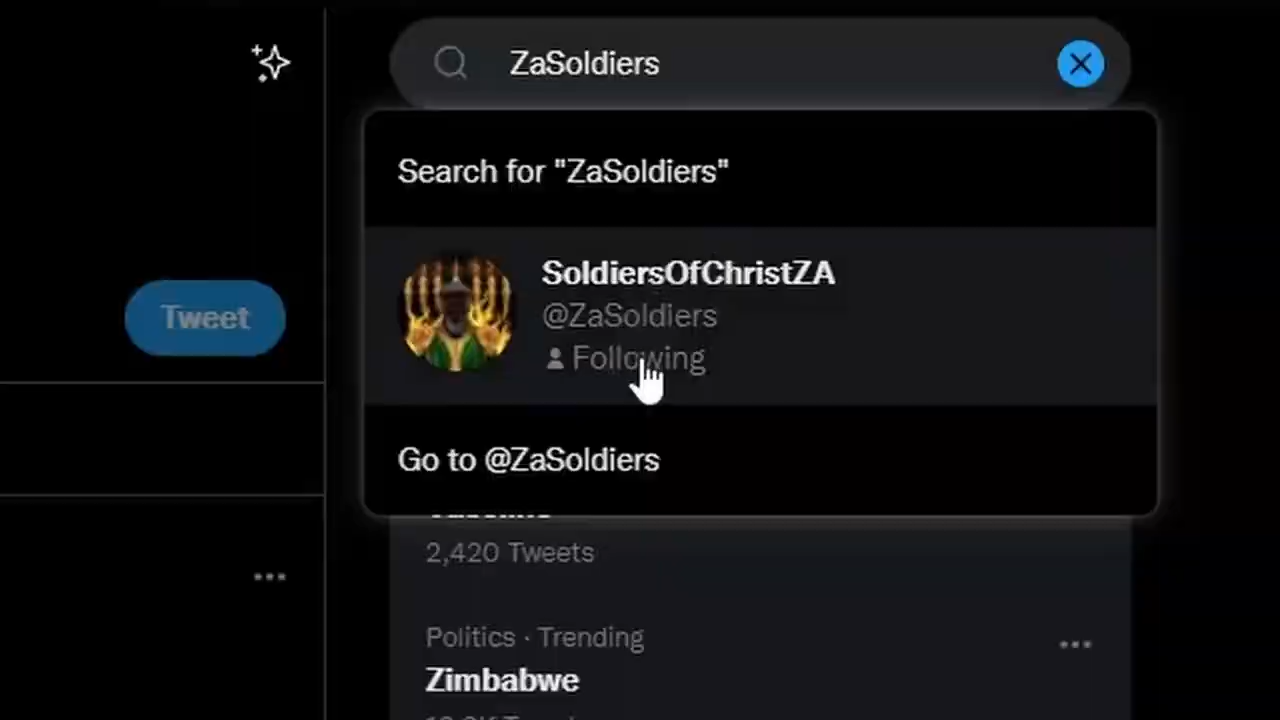 ZaSoldiers
Search for "ZaSoldiers"
SoldiersOfChristZA
@ZaSoldiers
Following
Tweet
Go to @ZaSoldiers
2,420 Tweets
Politics · Trending
Zimbabwe